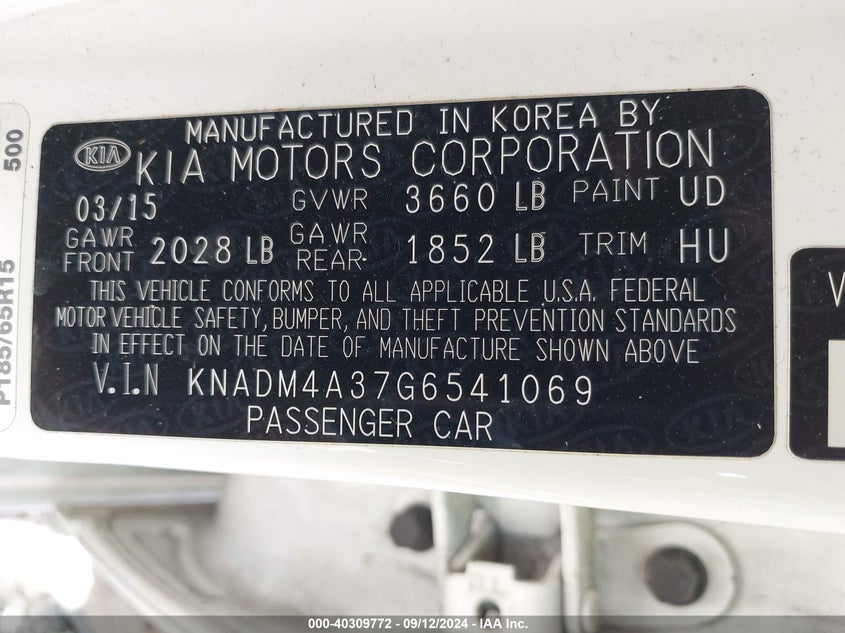 MANUFACTURED IN KOREA BY
KIA KIA MOTORS CORPORATION
03/15 GVWR 3660 LB PAINT UD
GAWR FRONT 2028 LB GAWR REAR 1852 LB TRIM HU
THIS VEHICLE CONFORMS TO ALL APPLICABLE U.S.A. FEDERAL
MOTOR VEHICLE SAFETY, BUMPER, AND THEFT PREVENTION STANDARDS
IN EFFECT ON THE DATE OF MANUFACTURE SHOWN ABOVE
V.I.N KNADM4A37G6541069
PASSENGER CAR
500
P185/65R15
V
000-40309772 - 09/12/2024 - IAA Inc.